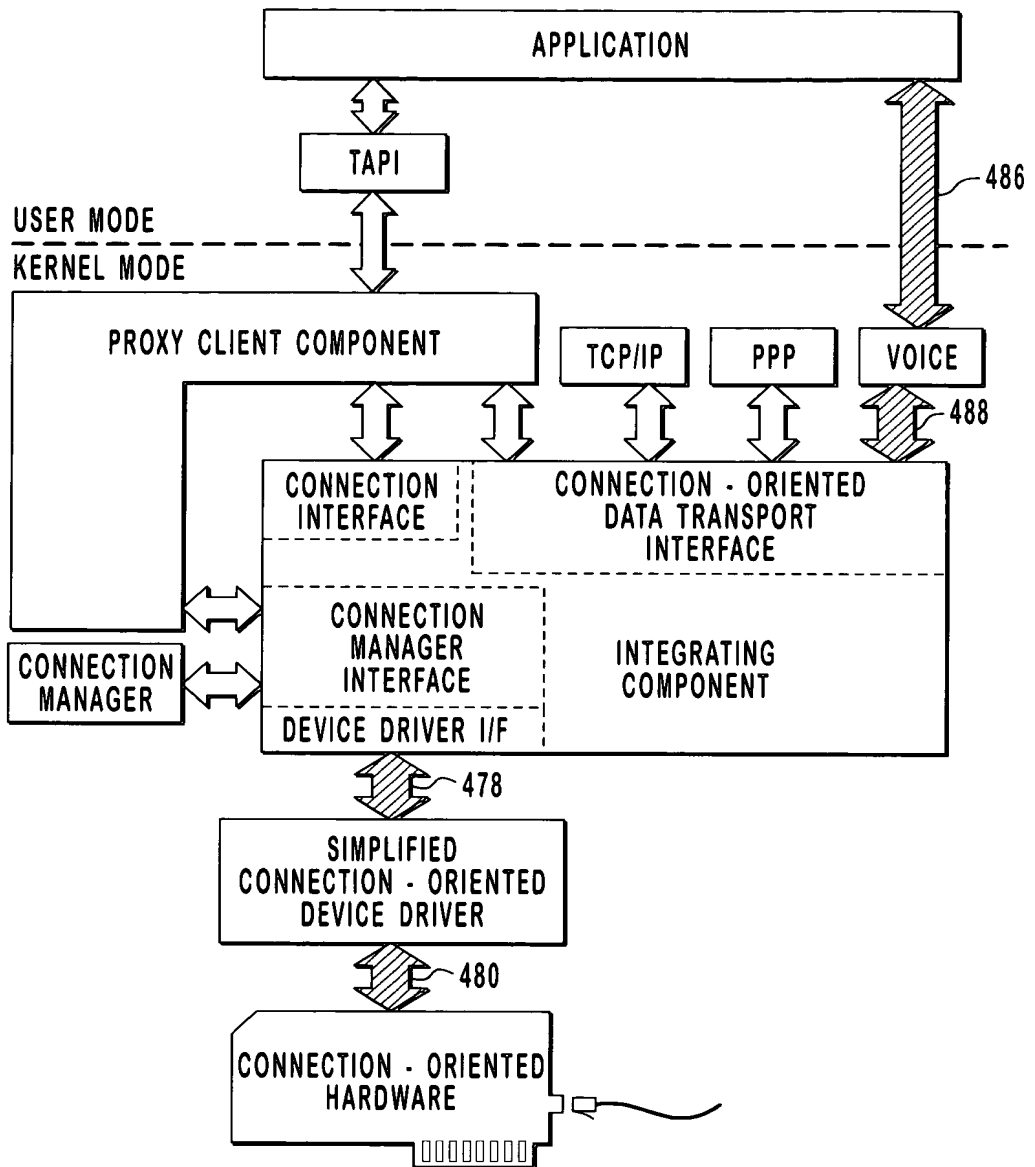 APPLICATION
TAPI
486
USER MODE
KERNEL MODE
PROXY CLIENT COMPONENT
TCP/IP
PPP
VOICE
488
CONNECTION
INTERFACE
CONNECTION - ORIENTED
DATA TRANSPORT
INTERFACE
CONNECTION
MANAGER
INTERFACE
INTEGRATING
COMPONENT
CONNECTION
MANAGER
DEVICE DRIVER I/F
478
SIMPLIFIED
CONNECTION - ORIENTED
DEVICE DRIVER
480
CONNECTION - ORIENTED
HARDWARE